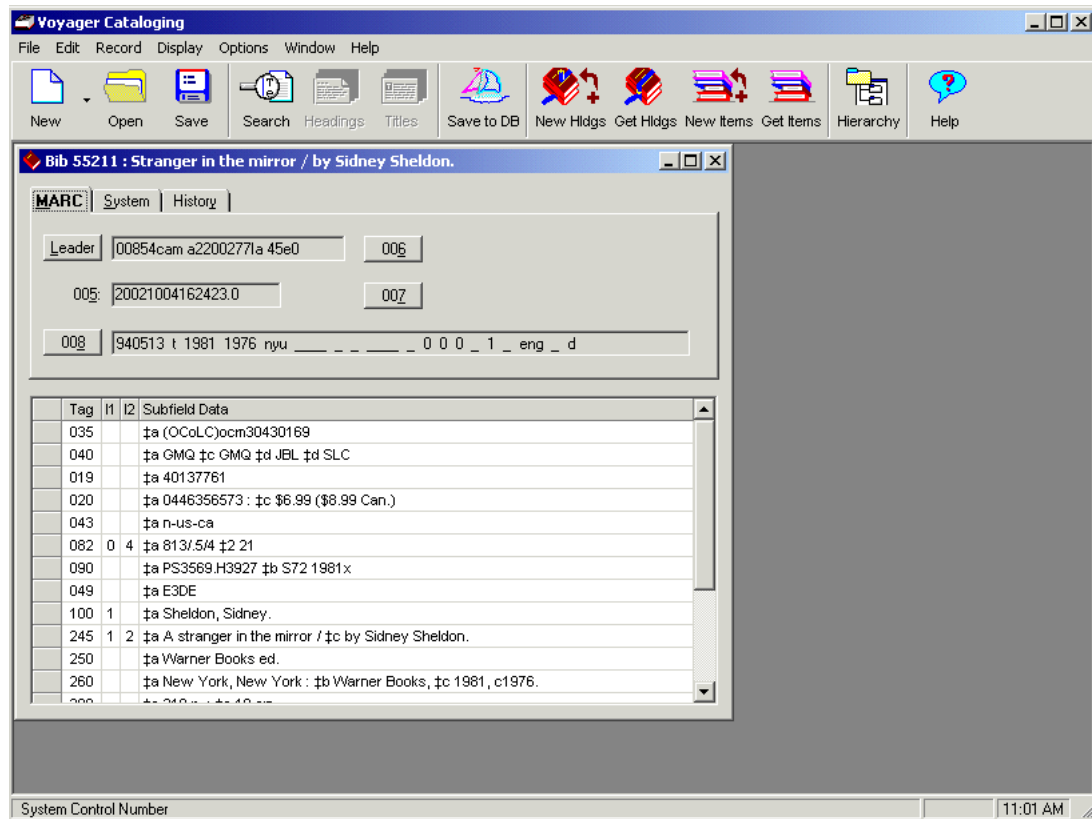 Voyager Cataloging
File Edit Record Display Options Window Help
New Open Save Search Headings Titles Save to DB New Hldgs Get Hldgs New Items Get Items Hierarchy Help
Bib 55211 : Stranger in the mirror / by Sidney Sheldon.
MARC System History
Leader 00854cam a2200277Ia 45e0 006
005: 20021004162423.0 007
008 940513 t 1981 1976 nyu ___ _ _ ____ _ 0 0 0 _ 1 _ eng _ d
Tag I1 I2 Subfield Data
035 ‡a (OCoLC)ocm30430169
040 ‡a GMQ ‡c GMQ ‡d JBL ‡d SLC
019 ‡a 40137761
020 ‡a 0446356573 : ‡c $6.99 ($8.99 Can.)
043 ‡a n-us-ca
082 0 4 ‡a 813/.5/4 ‡2 21
090 ‡a PS3569.H3927 ‡b S72 1981x
049 ‡a E3DE
100 1 ‡a Sheldon, Sidney.
245 1 2 ‡a A stranger in the mirror / ‡c by Sidney Sheldon.
250 ‡a Warner Books ed.
260 ‡a New York, New York : ‡b Warner Books, ‡c 1981, c1976.
System Control Number 11:01 AM